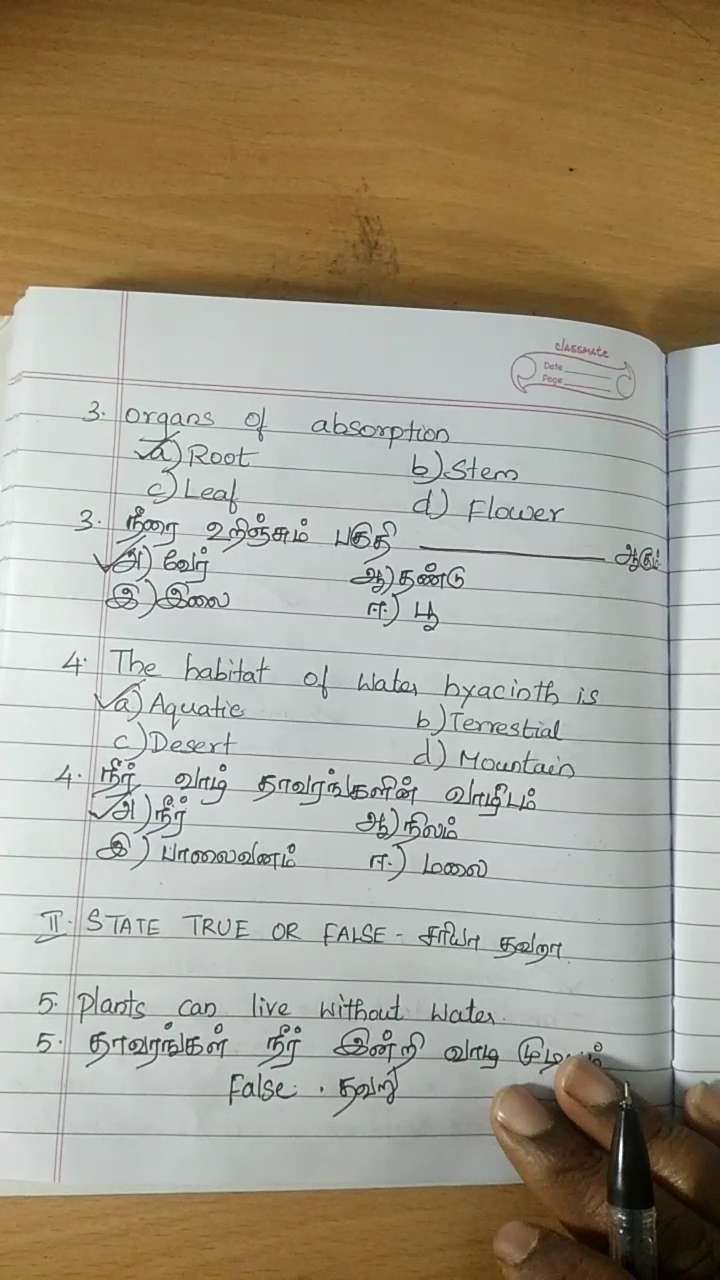 classmate
Date
Page
3. Organs of absorption
a) Root b) Stem
c) Leaf d) Flower
3. நீரை உறிஞ்சும் பகுதி ____________ ஆகும்
அ) வேர் ஆ) தண்டு
இ) இலை ஈ) பூ
4. The habitat of water hyacinth is
a) Aquatic b) Terrestial
c) Desert d) Mountain
4. நீர் வாழ் தாவரங்களின் வாழிடம்
அ) நீர் ஆ) நிலம்
இ) பாலைவனம் ஈ) மலை
II. STATE TRUE OR FALSE - சரியா தவறா.
5. Plants can live without water.
5. தாவரங்கள் நீர் இன்றி வாழ
False . தவறு